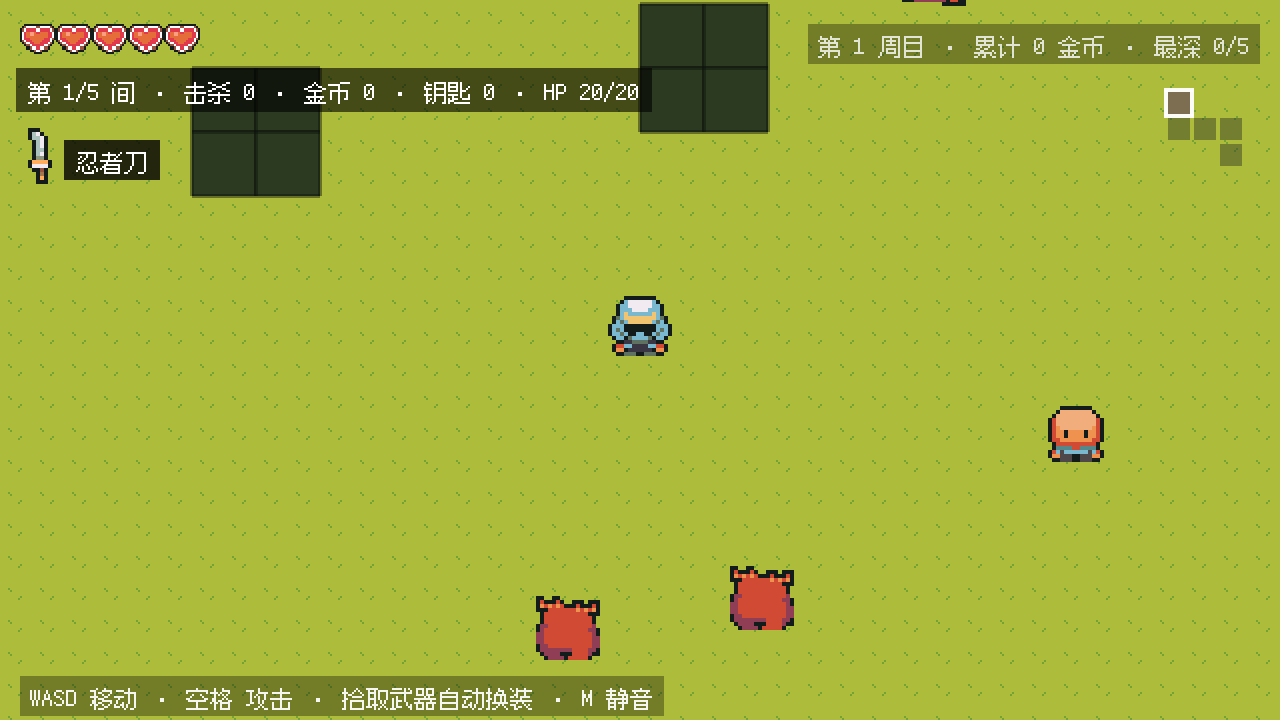 第 1 周目 · 累计 0 金币 · 最深 0/5
第 1/5 间 · 击杀 0 · 金币 0 · 钥匙 0 · HP 20/20
忍者刀
WASD 移动 · 空格 攻击 · 拾取武器自动换装 · M 静音